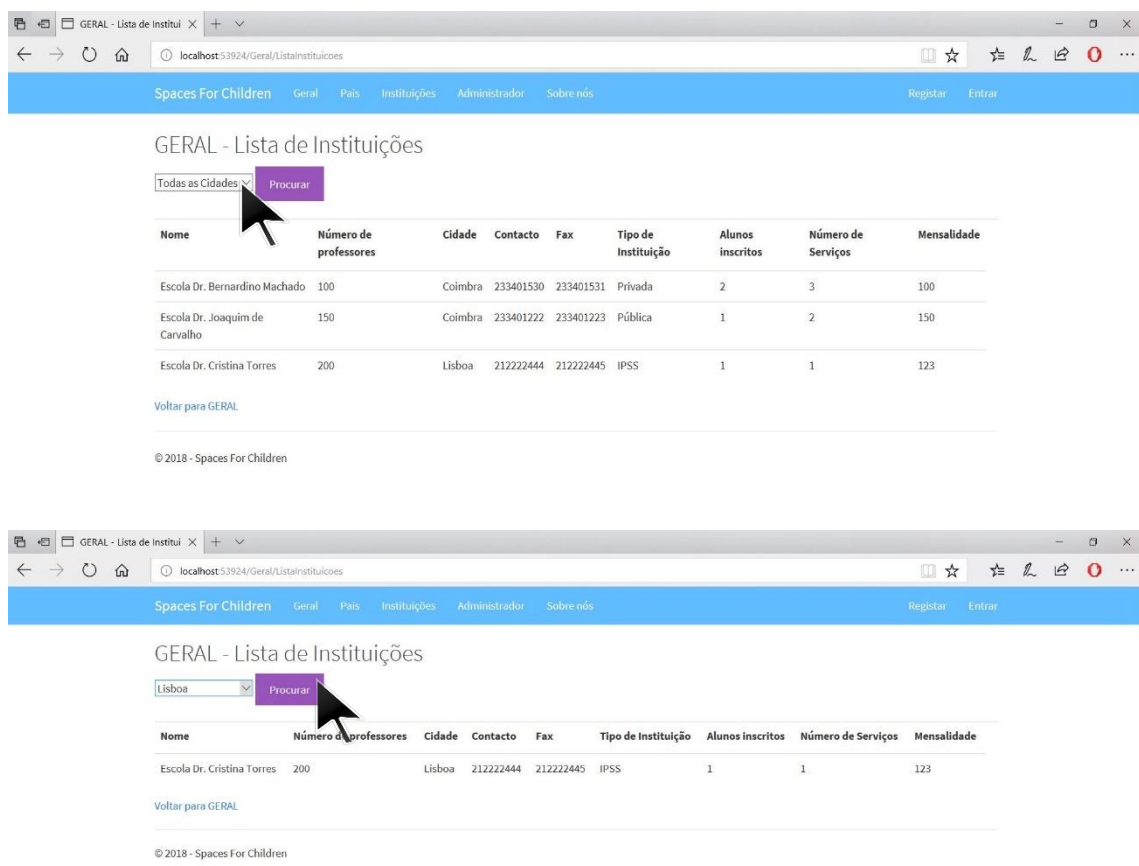 GERAL - Lista de Institui
localhost:53924/Geral/ListaInstituicoes
Spaces For Children Geral Pais Instituições Administrador Sobre nós Registar Entrar
GERAL - Lista de Instituições
Todas as Cidades Procurar
Nome Número de professores Cidade Contacto Fax Tipo de Instituição Alunos inscritos Número de Serviços Mensalidade
Escola Dr. Bernardino Machado 100 Coimbra 233401530 233401531 Privada 2 3 100
Escola Dr. Joaquim de Carvalho 150 Coimbra 233401222 233401223 Pública 1 2 150
Escola Dr. Cristina Torres 200 Lisboa 212222444 212222445 IPSS 1 1 123
Voltar para GERAL
© 2018 - Spaces For Children
GERAL - Lista de Institui
localhost:53924/Geral/ListaInstituicoes
Spaces For Children Geral Pais Instituições Administrador Sobre nós Registar Entrar
GERAL - Lista de Instituições
Lisboa Procurar
Nome Número de professores Cidade Contacto Fax Tipo de Instituição Alunos inscritos Número de Serviços Mensalidade
Escola Dr. Cristina Torres 200 Lisboa 212222444 212222445 IPSS 1 1 123
Voltar para GERAL
© 2018 - Spaces For Children